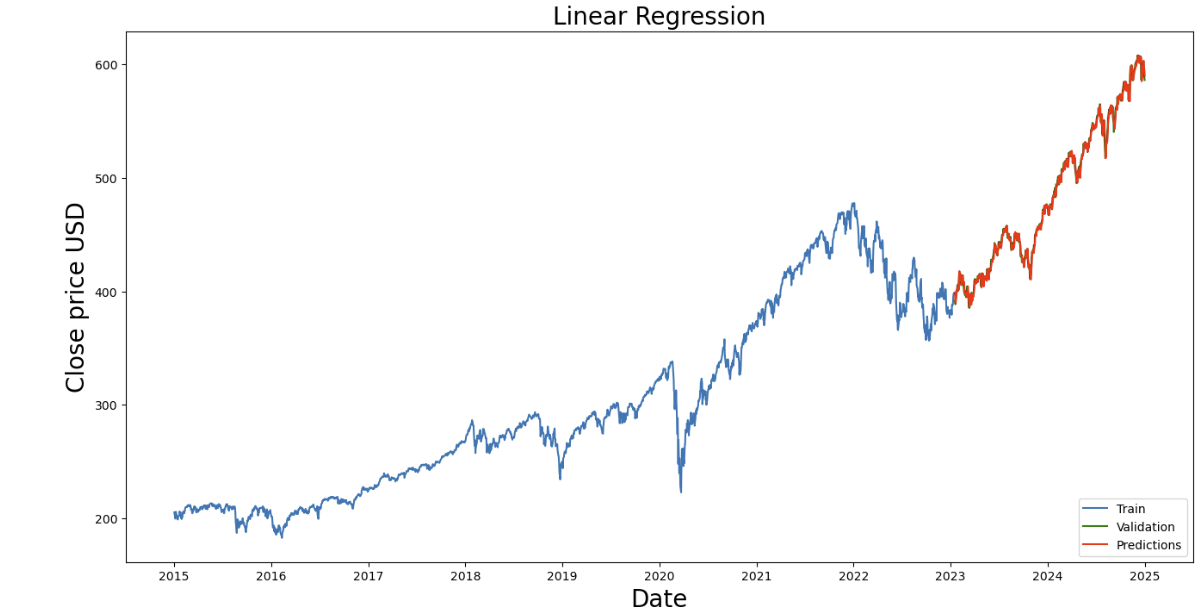 Linear Regression
Close price USD
600
500
400
300
200
2015 2016 2017 2018 2019 2020 2021 2022 2023 2024 2025
Date
Train
Validation
Predictions